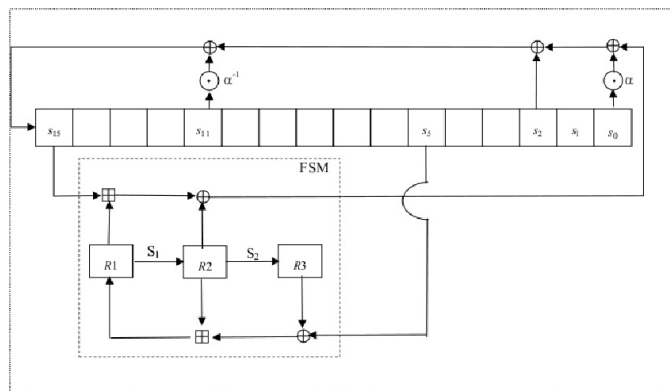 α⁻¹
α
s₁₅ s₁₁ s₅ s₂ s₁ s₀
FSM
S₁ S₂
R1 R2 R3